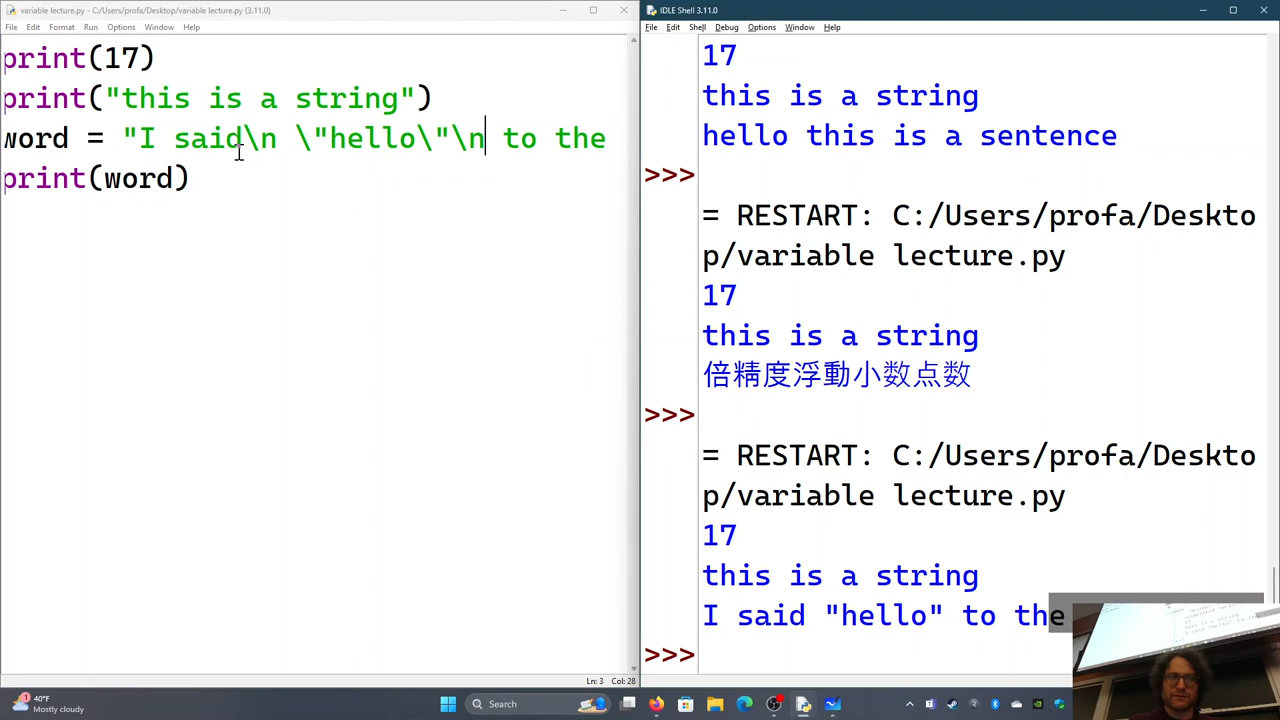 variable lecture.py - C:/Users/profa/Desktop/variable lecture.py (3.11.0)
File Edit Format Run Options Window Help
print(17)
print("this is a string")
word = "I said\n \"hello\"\n to the
print(word)
Ln: 3 Col: 28
IDLE Shell 3.11.0
File Edit Shell Debug Options Window Help
17
this is a string
hello this is a sentence
>>>
= RESTART: C:/Users/profa/Deskto
p/variable lecture.py
17
this is a string
倍精度浮動小数点数
>>>
= RESTART: C:/Users/profa/Deskto
p/variable lecture.py
17
this is a string
I said "hello" to the
>>>
1
40°F
Mostly cloudy
Search